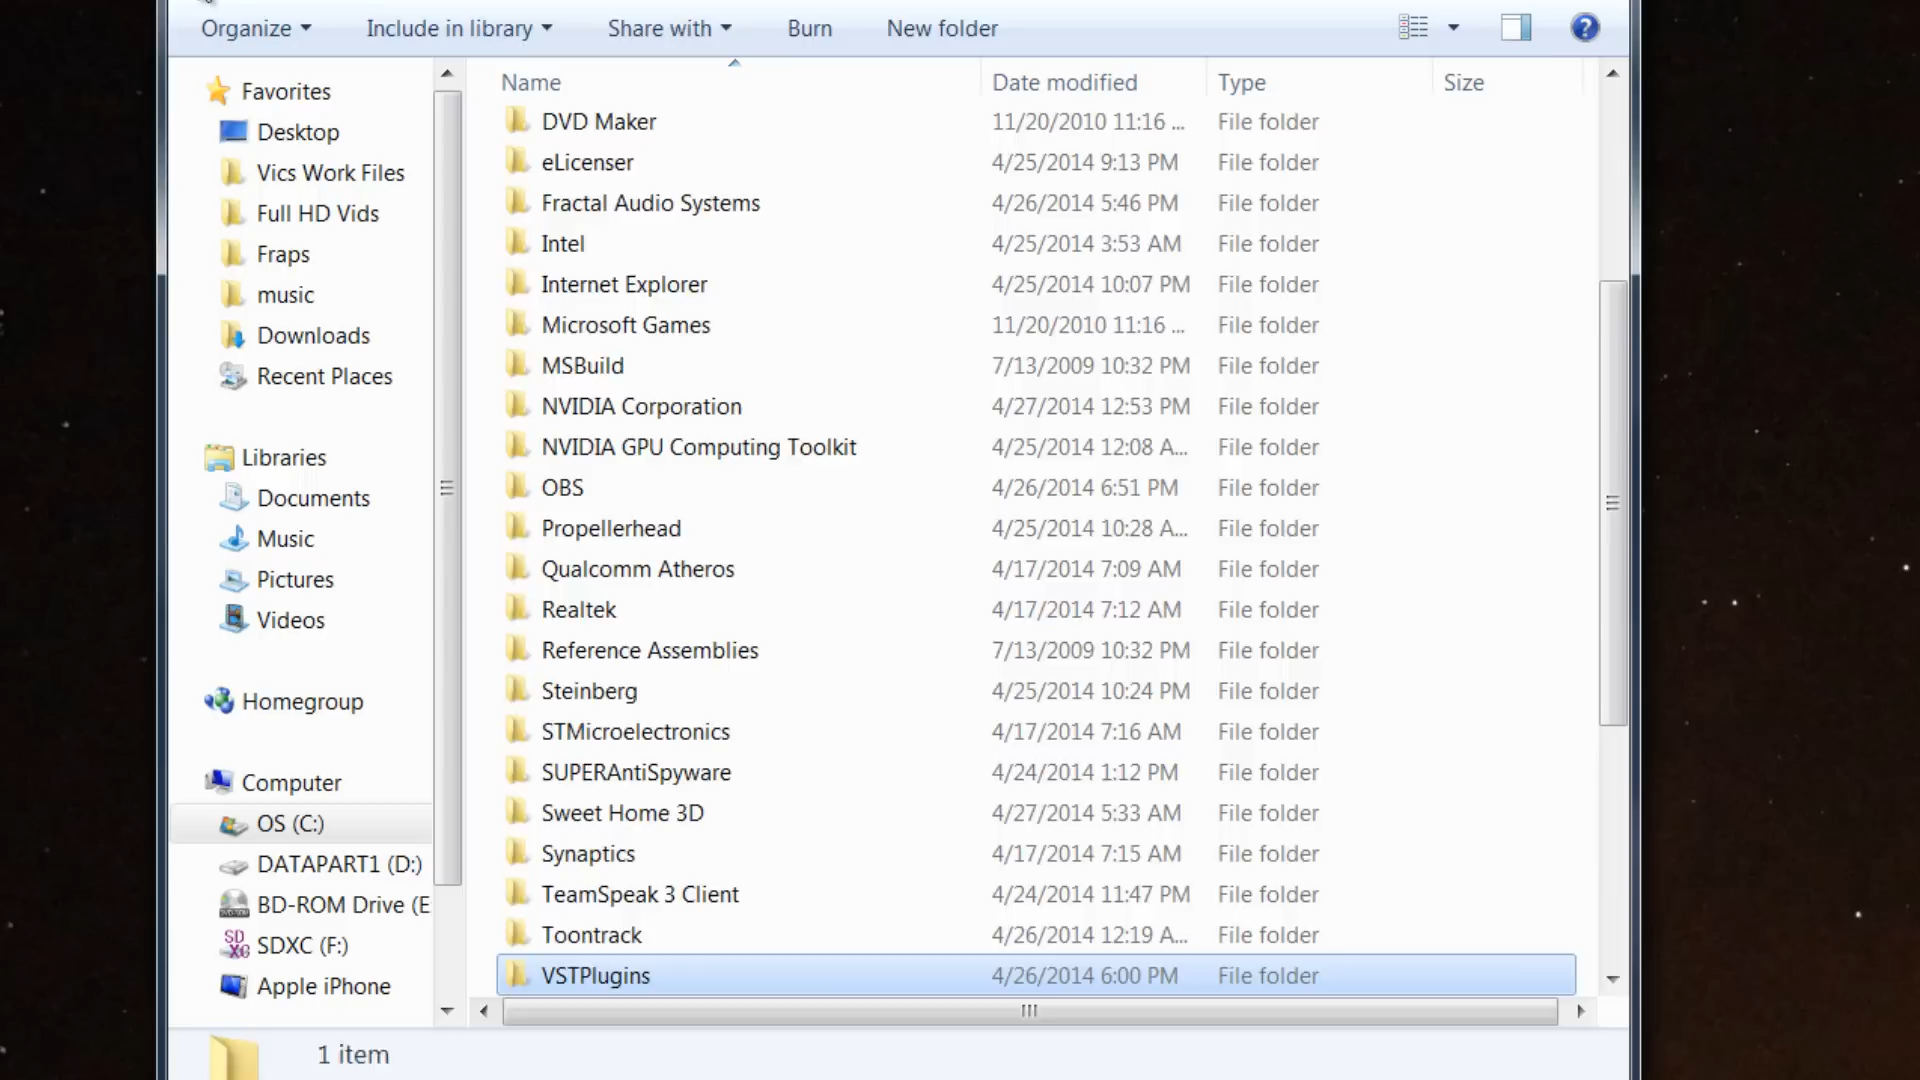 Organize Include in library Share with Burn New folder
Name Date modified Type Size
Favorites
Desktop
Vics Work Files
Full HD Vids
Fraps
music
Downloads
Recent Places
Libraries
Documents
Music
Pictures
Videos
Homegroup
Computer
OS (C:)
DATAPART1 (D:)
BD-ROM Drive (E
SDXC (F:)
Apple iPhone
DVD Maker 11/20/2010 11:16 ... File folder
eLicenser 4/25/2014 9:13 PM File folder
Fractal Audio Systems 4/26/2014 5:46 PM File folder
Intel 4/25/2014 3:53 AM File folder
Internet Explorer 4/25/2014 10:07 PM File folder
Microsoft Games 11/20/2010 11:16 ... File folder
MSBuild 7/13/2009 10:32 PM File folder
NVIDIA Corporation 4/27/2014 12:53 PM File folder
NVIDIA GPU Computing Toolkit 4/25/2014 12:08 A... File folder
OBS 4/26/2014 6:51 PM File folder
Propellerhead 4/25/2014 10:28 A... File folder
Qualcomm Atheros 4/17/2014 7:09 AM File folder
Realtek 4/17/2014 7:12 AM File folder
Reference Assemblies 7/13/2009 10:32 PM File folder
Steinberg 4/25/2014 10:24 PM File folder
STMicroelectronics 4/17/2014 7:16 AM File folder
SUPERAntiSpyware 4/24/2014 1:12 PM File folder
Sweet Home 3D 4/27/2014 5:33 AM File folder
Synaptics 4/17/2014 7:15 AM File folder
TeamSpeak 3 Client 4/24/2014 11:47 PM File folder
Toontrack 4/26/2014 12:19 A... File folder
VSTPlugins 4/26/2014 6:00 PM File folder
1 item